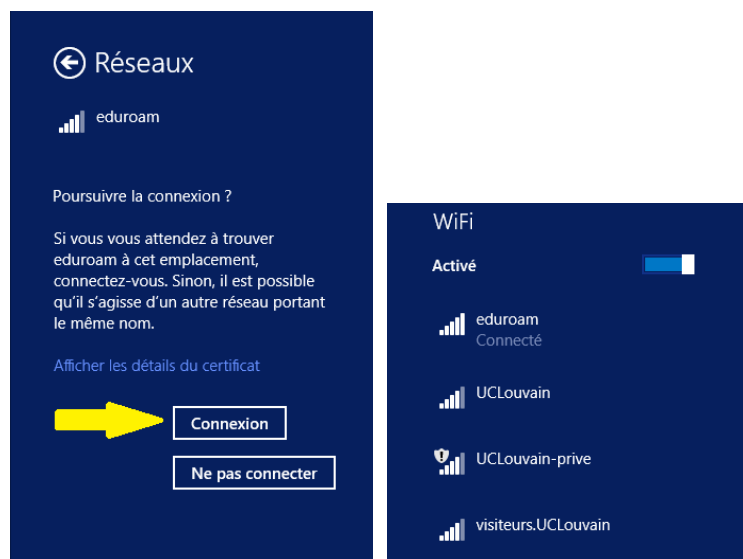 Réseaux
eduroam
Poursuivre la connexion ?
Si vous vous attendez à trouver
eduroam à cet emplacement,
connectez-vous. Sinon, il est possible
qu'il s'agisse d'un autre réseau portant
le même nom.
Afficher les détails du certificat
Connexion
Ne pas connecter
WiFi
Activé
eduroam
Connecté
UCLouvain
UCLouvain-prive
visiteurs.UCLouvain